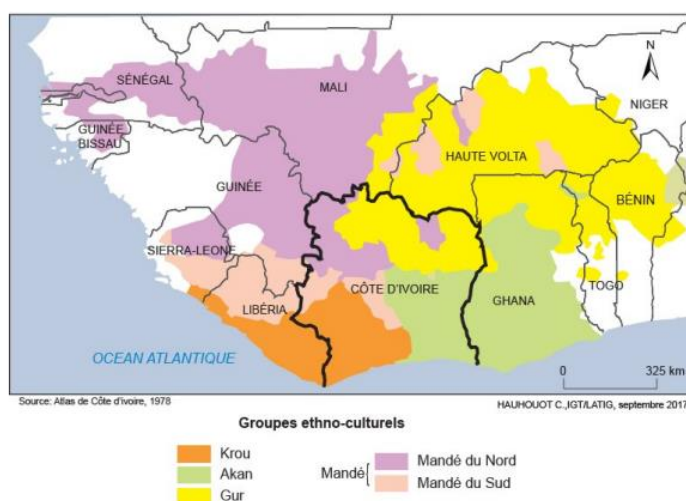 N
SÉNÉGAL
MALI
NIGER
GUINÉE
BISSAU
HAUTE VOLTA
GUINÉE
BÉNIN
SIERRA-LEONE
CÔTE D'IVOIRE
LIBÉRIA
GHANA
TOGO
OCEAN ATLANTIQUE
0 325 km
Source: Atlas de Côte d'ivoire, 1978
HAUHOUOT C.,IGT/LATIG, septembre 2017
Groupes ethno-culturels
Krou
Akan
Gur
Mandé
Mandé du Nord
Mandé du Sud